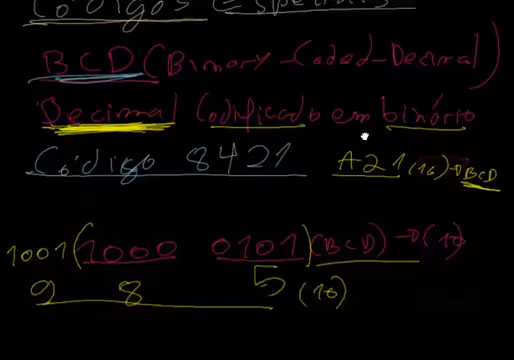 Códigos Especiais
BCD (Binary-Coded-Decimal)
Decimal Codificado em binário
Código 8421 A21(16)→BCD
1001(1000 0101)(BCD)→(10)
9 8 5 (10)